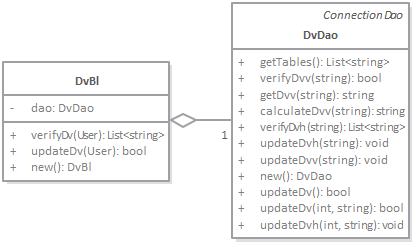 DvBl
- dao: DvDao
+ verifyDv(User): List<string>
+ updateDv(User): bool
+ new(): DvBl
1
Connection Dao
DvDao
+ getTables(): List<string>
+ verifyDvv(string): bool
+ getDvv(string): string
+ calculateDvv(string): string
+ verifyDvh(string): List<string>
+ updateDvh(string): void
+ updateDvv(string): void
+ new(): DvDao
+ updateDv(): bool
+ updateDv(int, string): bool
+ updateDvh(int, string): void